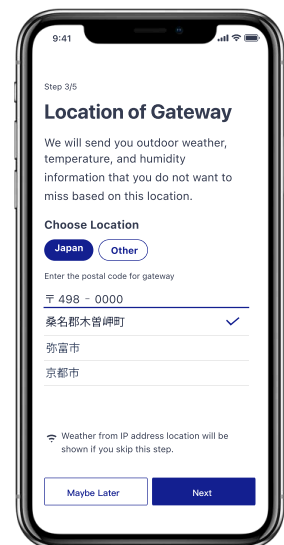 9:41
Step 3/5
Location of Gateway
We will send you outdoor weather,
temperature, and humidity
information that you do not want to
miss based on this location.
Choose Location
Japan Other
Enter the postal code for gateway
〒 498 - 0000
桑名郡木曽岬町
弥富市
京都市
Weather from IP address location will be
shown if you skip this step.
Maybe Later Next